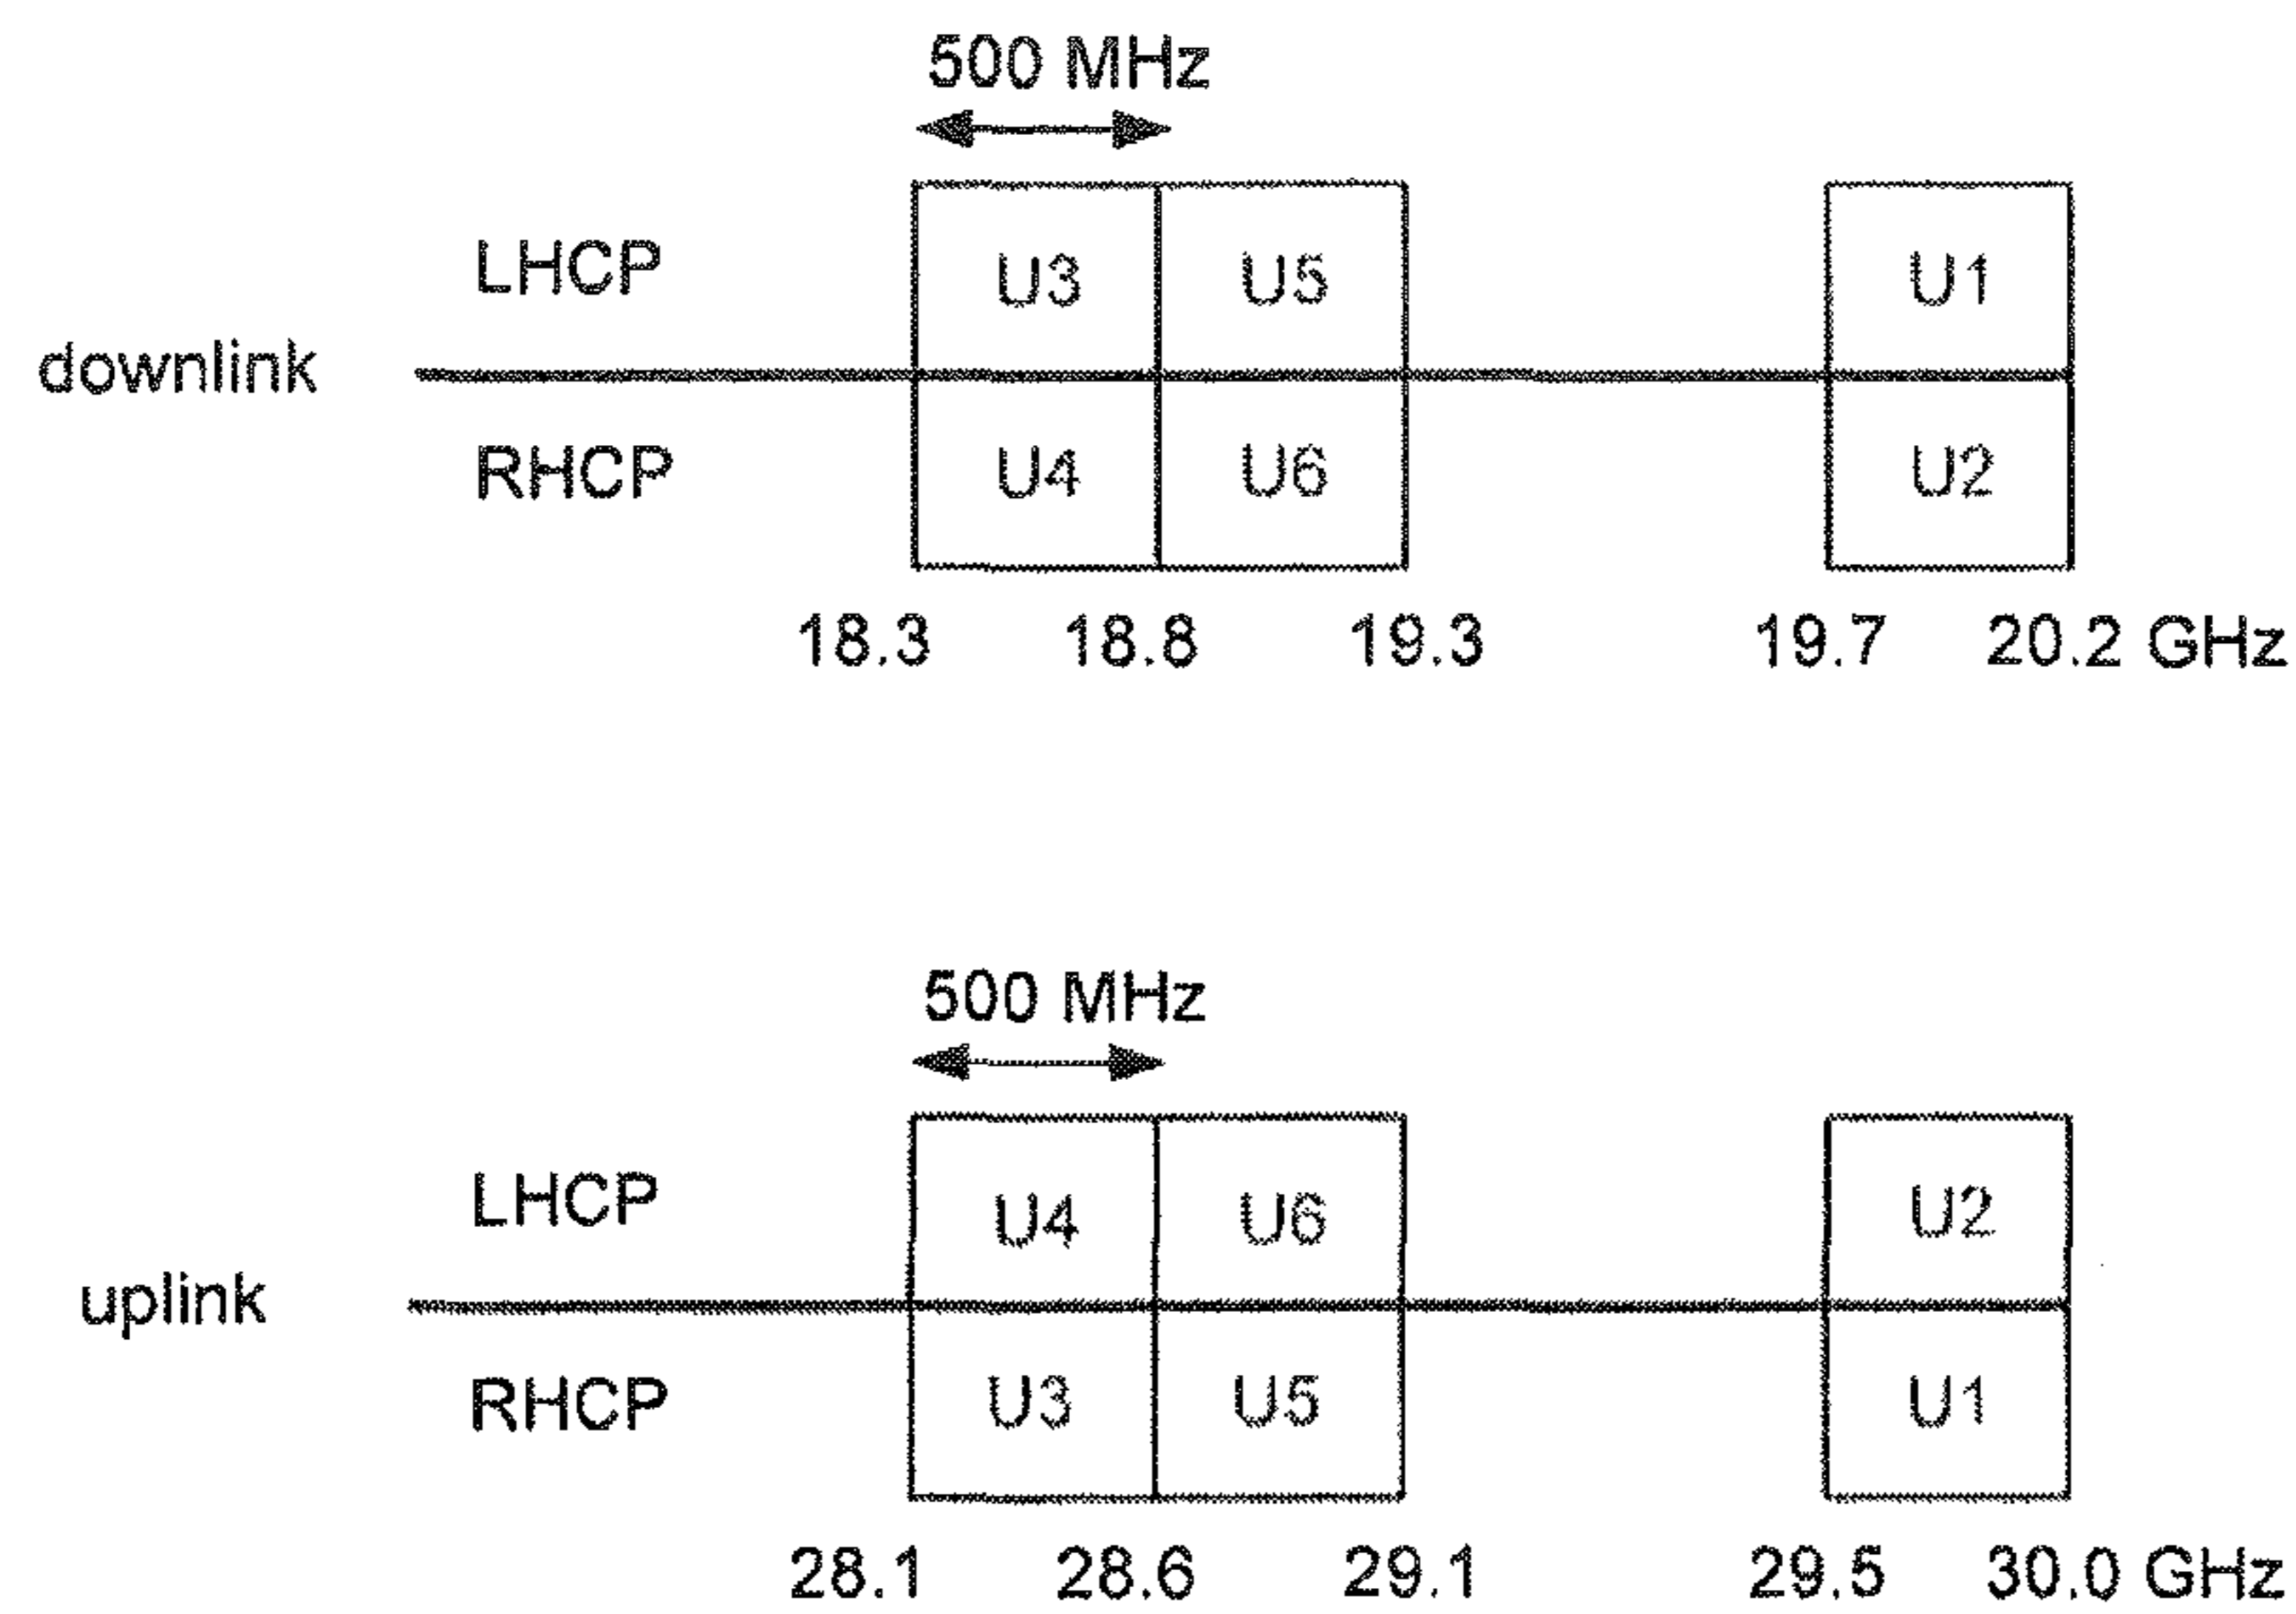 500 MHz
LHCP U3 U5 U1
downlink
RHCP U4 U6 U2
18.3 18.8 19.3 19.7 20.2 GHz
500 MHz
LHCP U4 U6 U2
uplink
RHCP U3 U5 U1
28.1 28.6 29.1 29.5 30.0 GHz